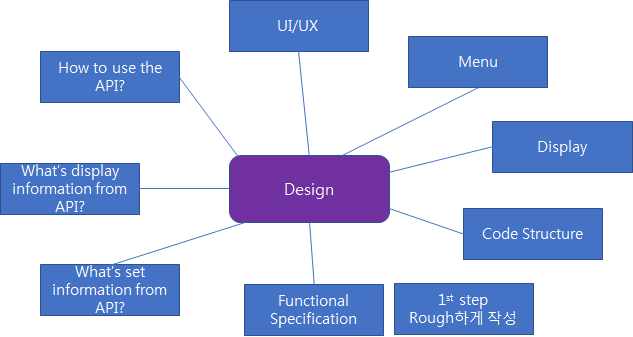 UI/UX
How to use the
API?
Menu
Display
What's display
information from
API?
Design
Code Structure
What's set
information from
API?
Functional
Specification
1st step
Rough하게 작성